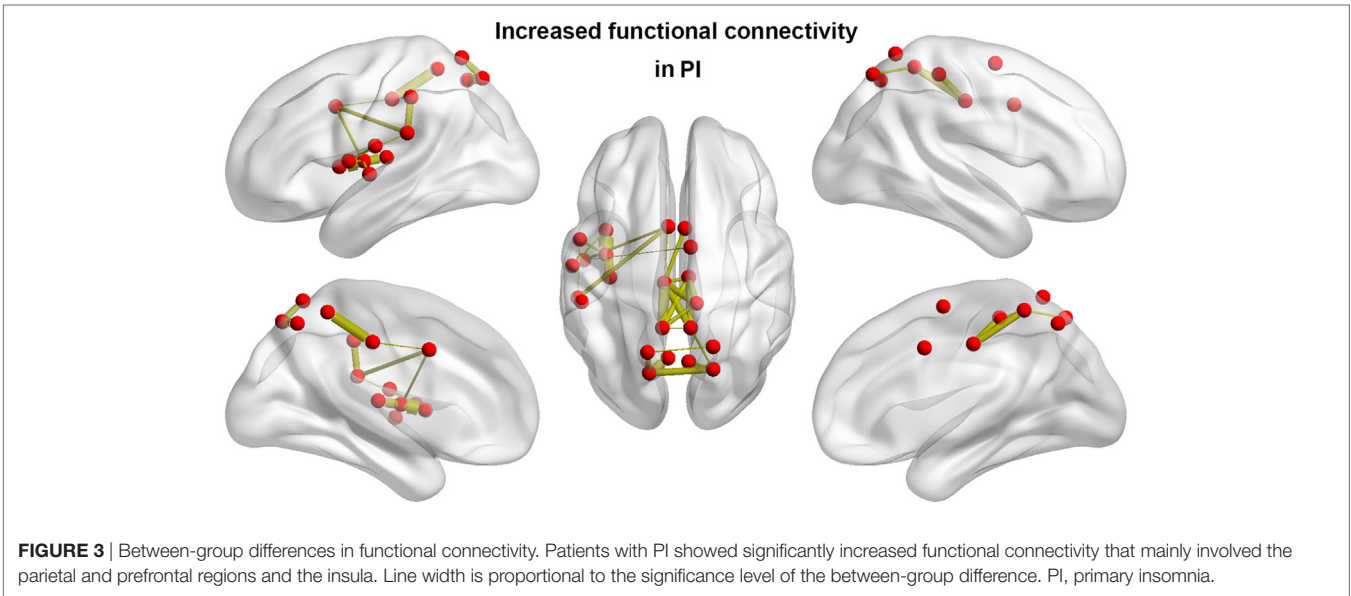 Increased functional connectivity
in PI
FIGURE 3 | Between-group differences in functional connectivity. Patients with PI showed significantly increased functional connectivity that mainly involved the
parietal and prefrontal regions and the insula. Line width is proportional to the significance level of the between-group difference. PI, primary insomnia.